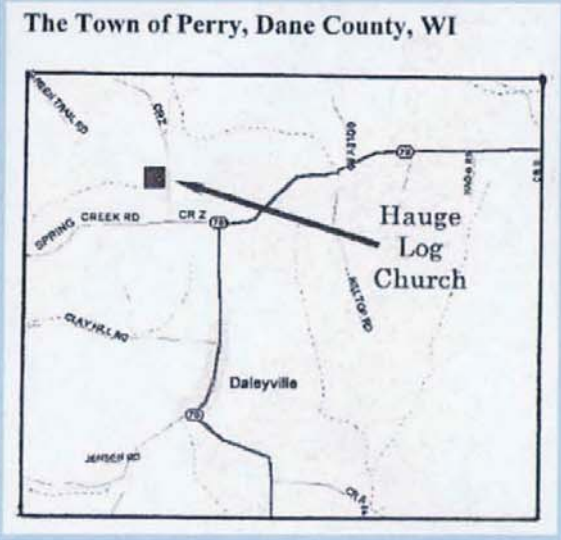 The Town of Perry, Dane County, WI
CR Z
78
Hauge
Log
Church
SPRING CREEK RD
CR Z
78
HILLTOP RD
CLAY HILL RD
Daleyville
78
JENSEN RD
CR A